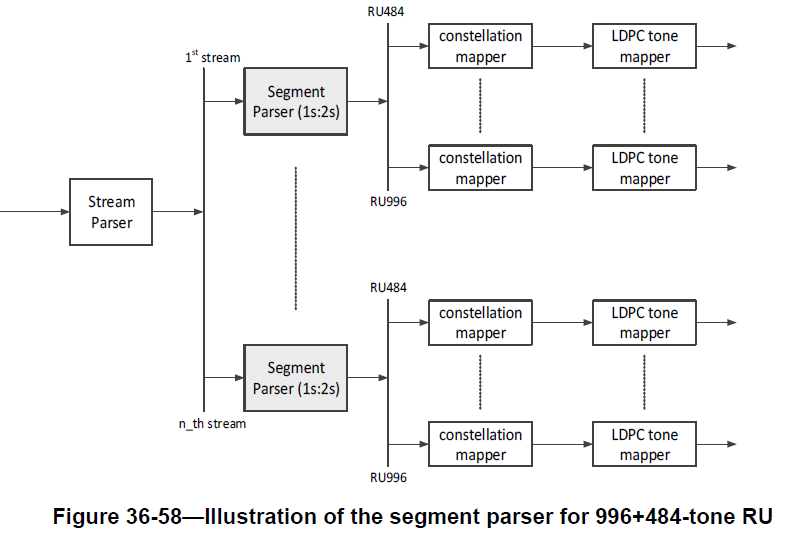 RU484
constellation
mapper
LDPC tone
mapper
1st stream
Segment
Parser (1s:2s)
constellation
mapper
LDPC tone
mapper
Stream
Parser
RU996
RU484
constellation
mapper
LDPC tone
mapper
Segment
Parser (1s:2s)
n_th stream
constellation
mapper
LDPC tone
mapper
RU996
Figure 36-58—Illustration of the segment parser for 996+484-tone RU